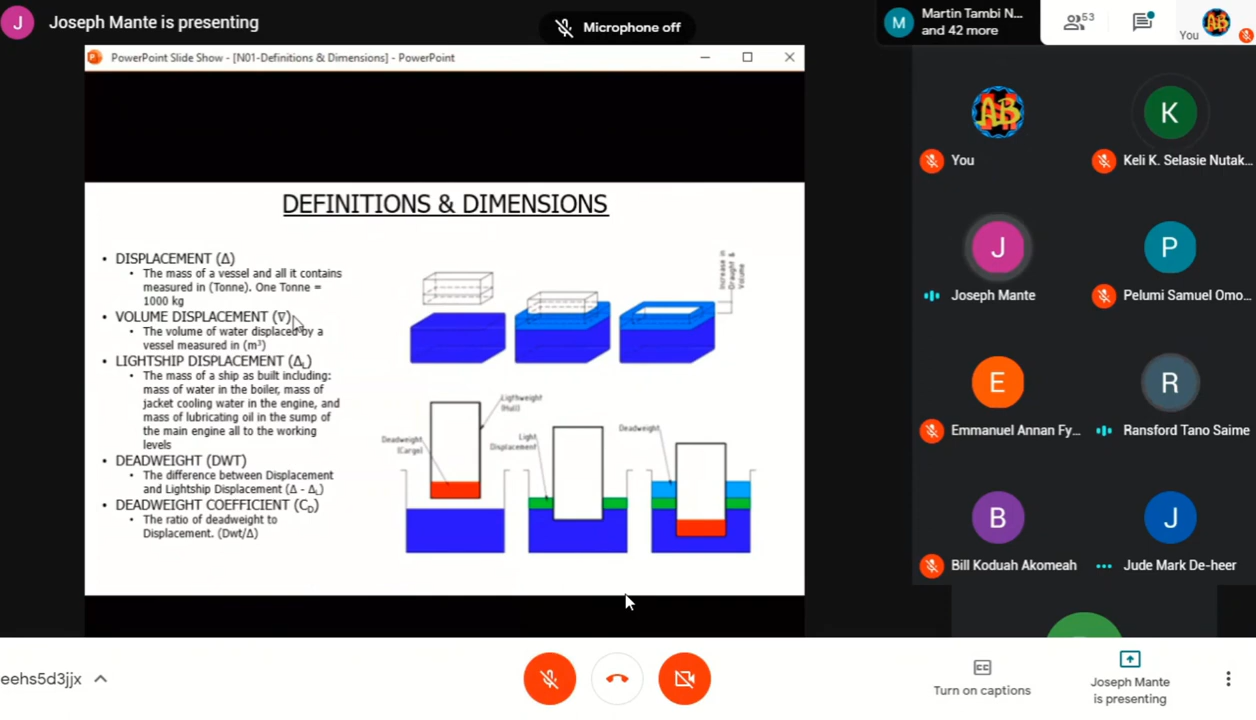 J Joseph Mante is presenting
Microphone off
M Martin Tambi N...
and 42 more
53
You
PowerPoint Slide Show - [N01-Definitions & Dimensions] - PowerPoint
DEFINITIONS & DIMENSIONS
• DISPLACEMENT (Δ)
• The mass of a vessel and all it contains
measured in (Tonne). One Tonne =
1000 kg
• VOLUME DISPLACEMENT (∇)
• The volume of water displaced by a
vessel measured in (m³)
• LIGHTSHIP DISPLACEMENT (Δ_L)
• The mass of a ship as built including:
mass of water in the boiler, mass of
jacket cooling water in the engine, and
mass of lubricating oil in the sump of
the main engine all to the working
levels
• DEADWEIGHT (DWT)
• The difference between Displacement
and Lightship Displacement (Δ - Δ_L)
• DEADWEIGHT COEFFICIENT (C_D)
• The ratio of deadweight to
Displacement. (Dwt/Δ)
Increase in
Draught &
Volume
Ligthweight
(Hull)
Deadweight
(Cargo)
Light
Displacement
Deadweight
AB
You
K
Keli K. Selasie Nutak...
J
Joseph Mante
P
Pelumi Samuel Omo...
E
Emmanuel Annan Fy...
R
Ransford Tano Saime
B
Bill Koduah Akomeah
J
Jude Mark De-heer
eehs5d3jjx
CC
Turn on captions
Joseph Mante
is presenting